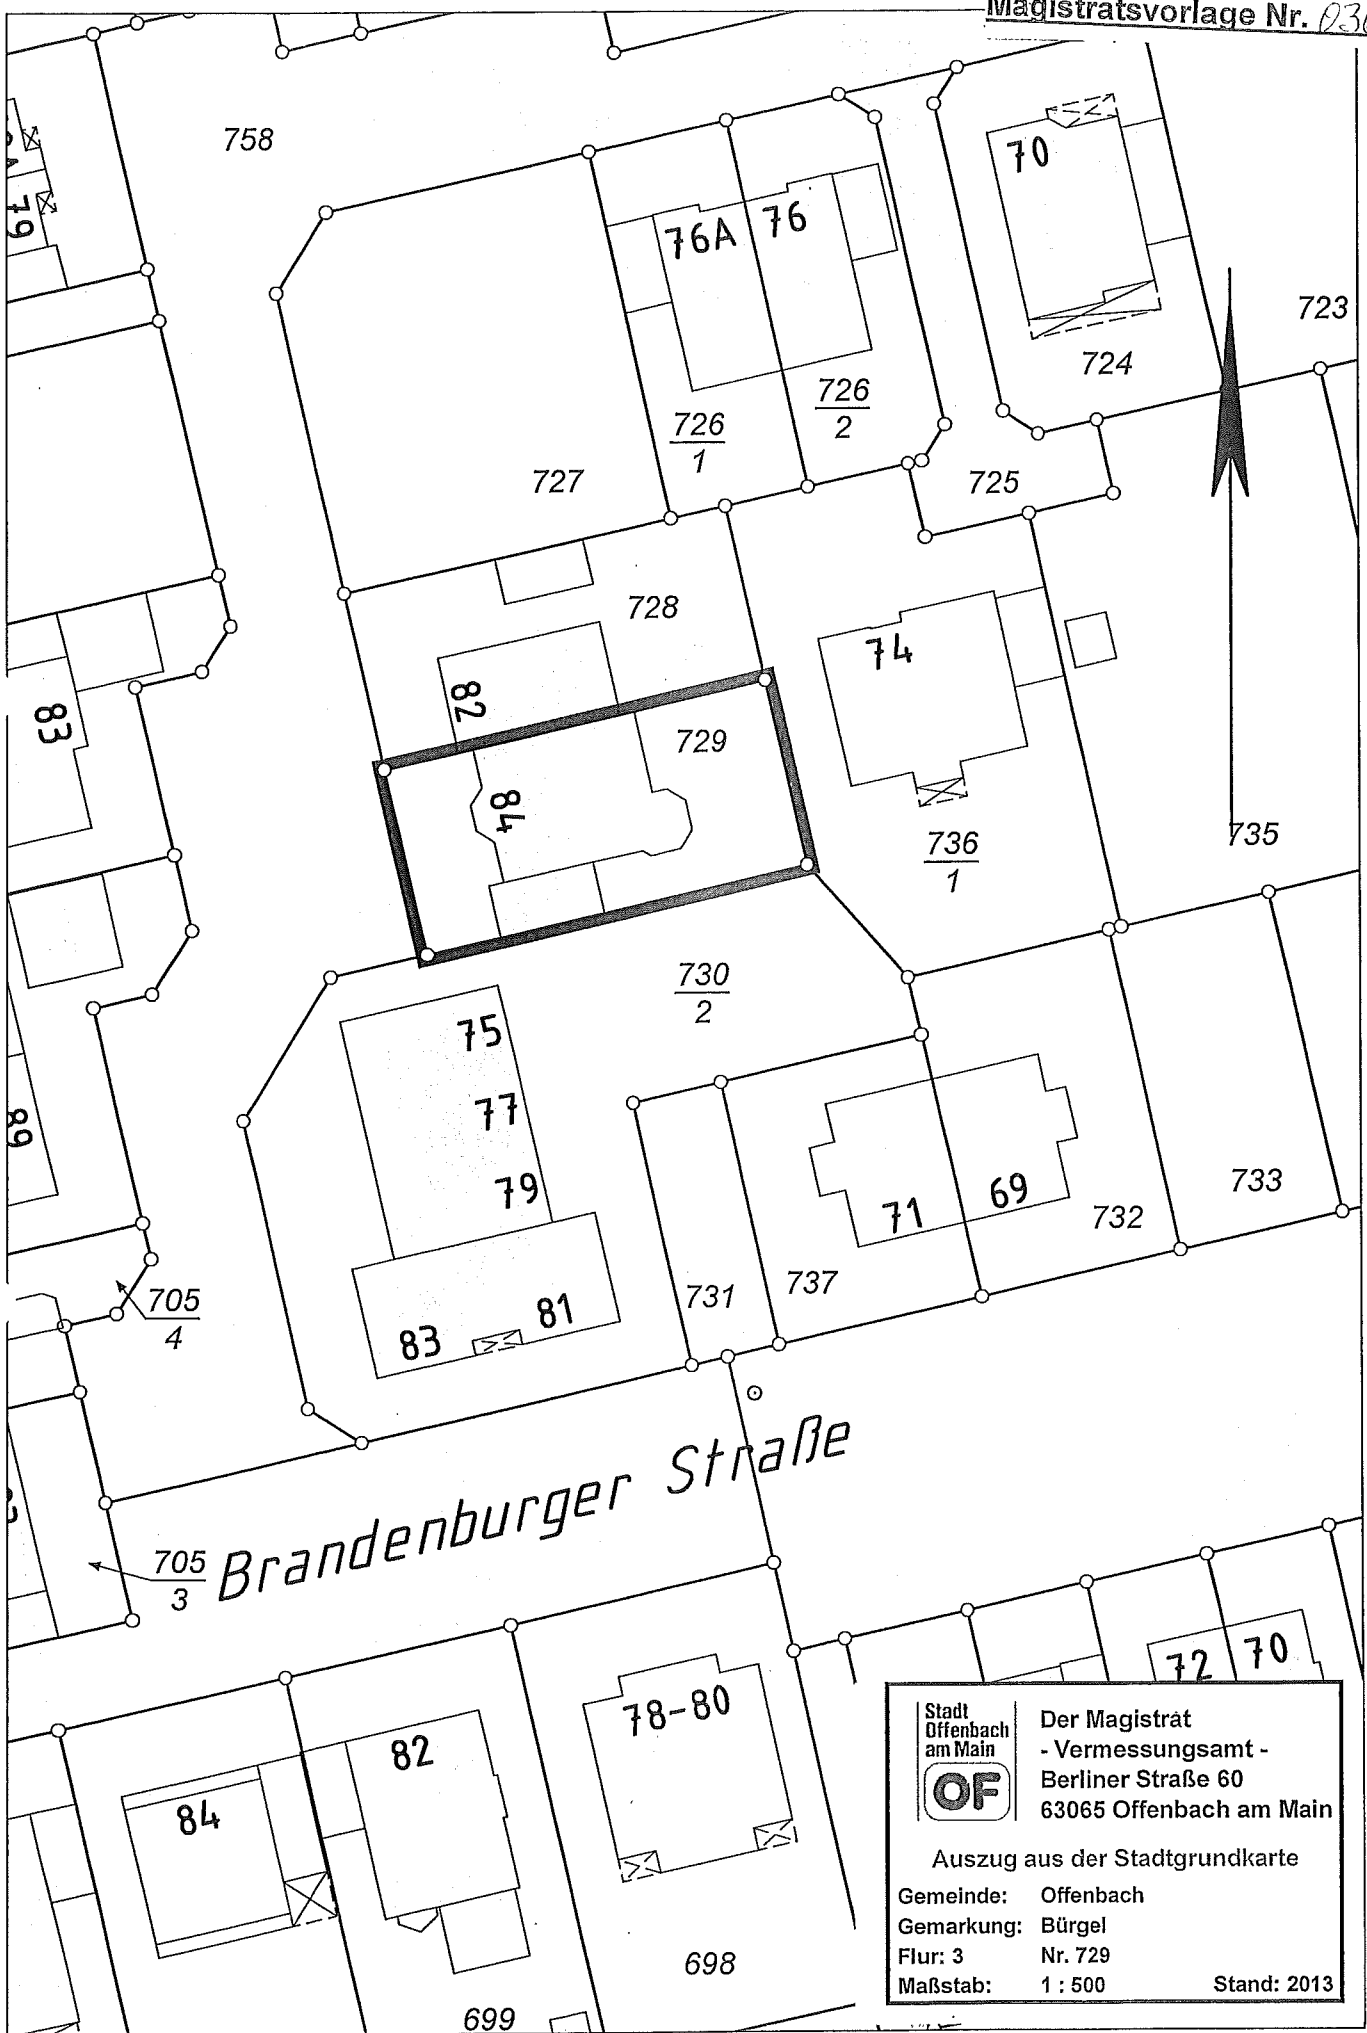 Magistratsvorlage Nr.
758
79
70
76A
76
723
724
726
2
726
1
727
725
728
74
82
83
729
84
735
736
1
730
2
75
77
79
89
71
69
733
732
737
731
705
4
81
83
Brandenburger Straße
705
3
72
70
78-80
82
84
698
699
Stadt
Offenbach
am Main
OF
Der Magistrat
- Vermessungsamt -
Berliner Straße 60
63065 Offenbach am Main
Auszug aus der Stadtgrundkarte
Gemeinde: Offenbach
Gemarkung: Bürgel
Flur: 3 Nr. 729
Maßstab: 1 : 500 Stand: 2013